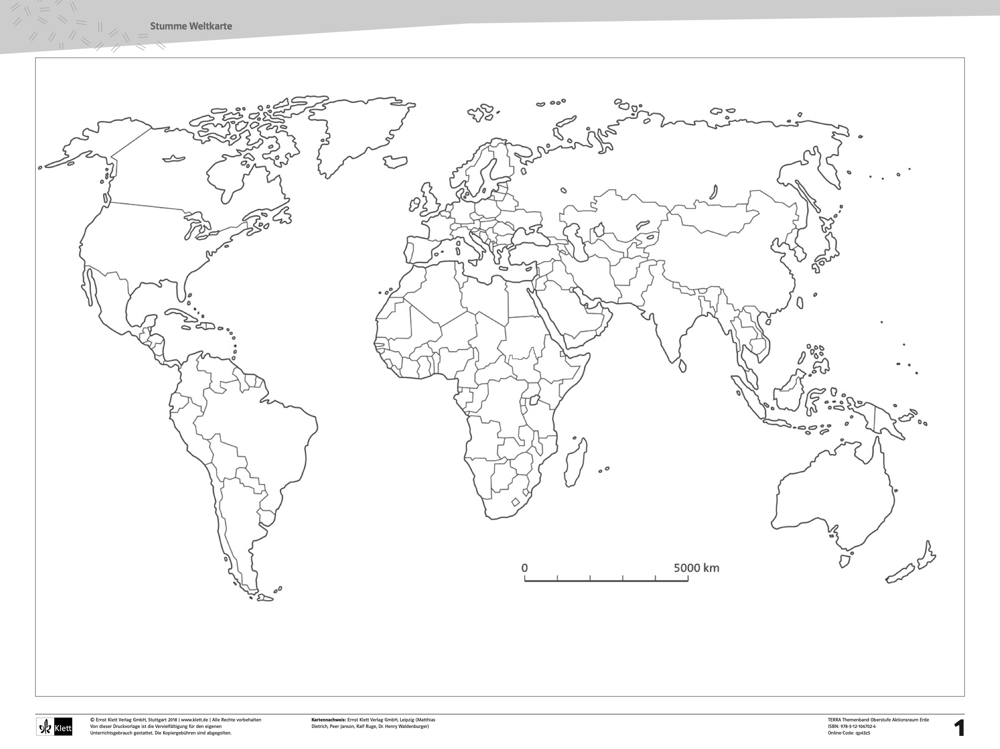 Stumme Weltkarte
0 5000 km
Klett
© Ernst Klett Verlag GmbH, Stuttgart 2018 | www.klett.de | Alle Rechte vorbehalten
Von dieser Druckvorlage ist die Vervielfältigung für den eigenen
Unterrichtsgebrauch gestattet. Die Kopiergebühren sind abgegolten.
Kartennachweis: Ernst Klett Verlag GmbH, Leipzig (Matthias
Dietrich, Peer Janson, Ralf Ruge, Dr. Henry Waldenburger)
TERRA Themenband Oberstufe Aktionsraum Erde
ISBN: 978-3-12-104702-4
Online-Code: qp43z5
1